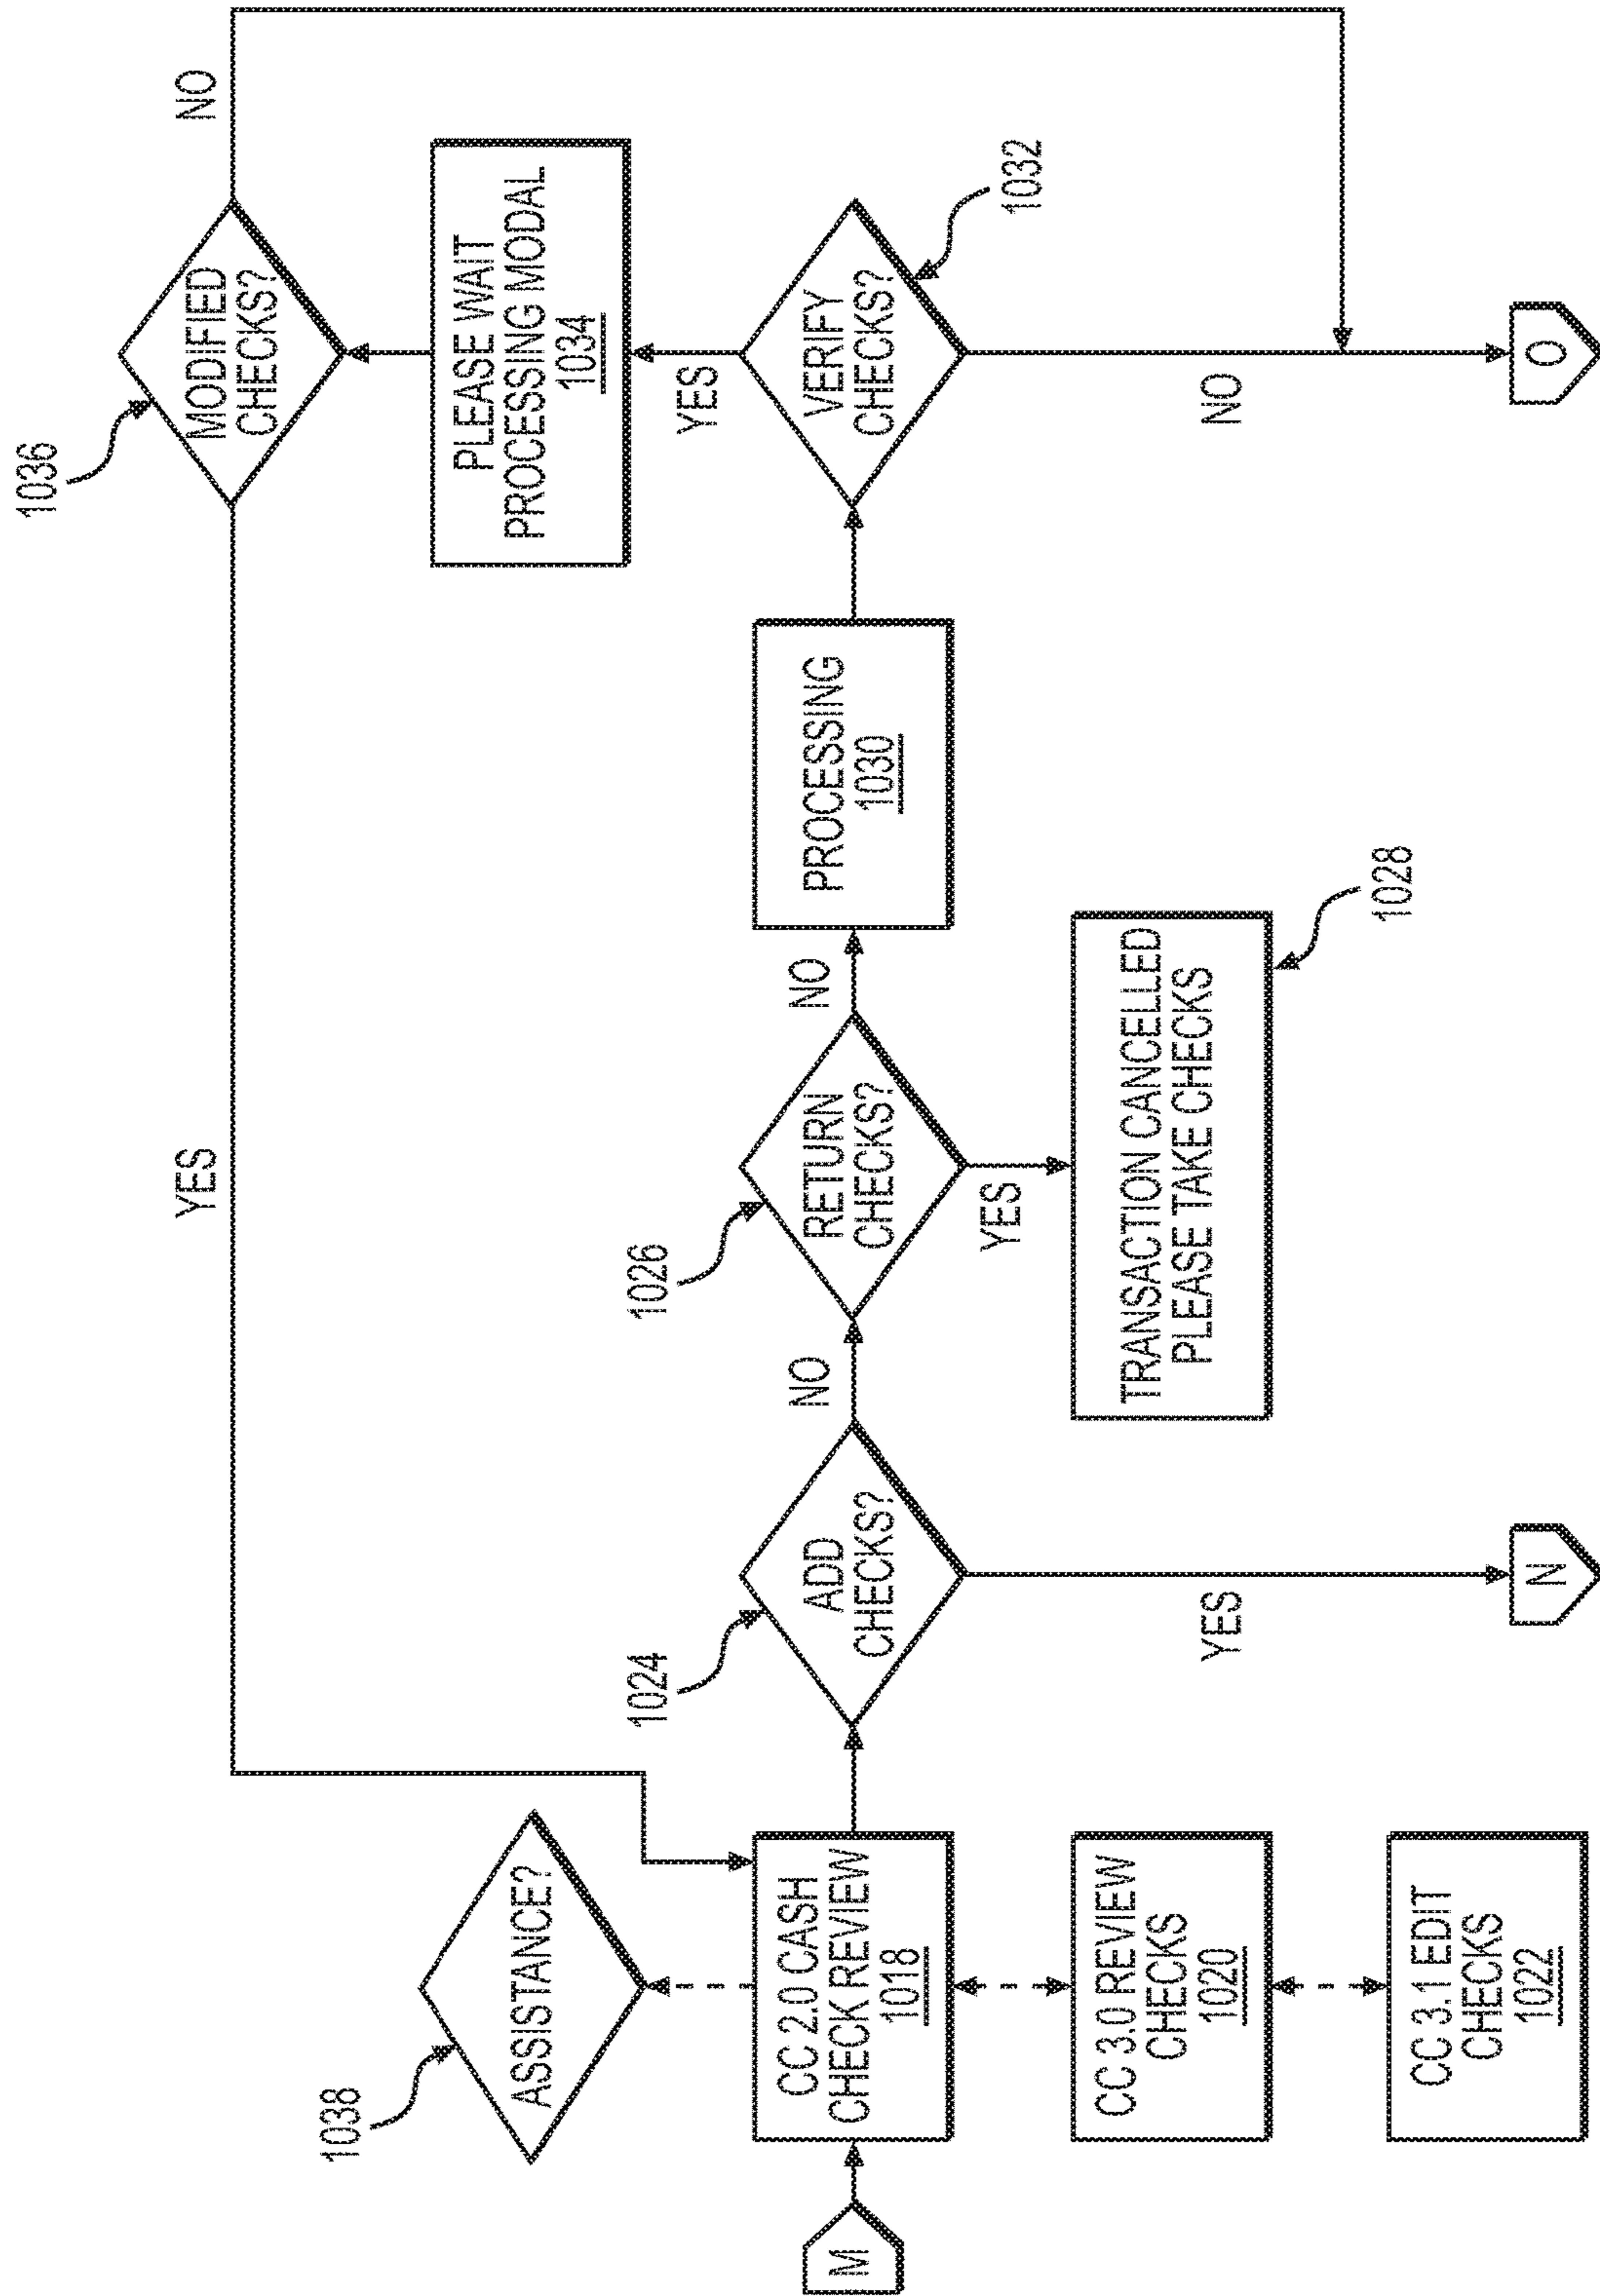 M
1038
ASSISTANCE?
CC 2.0 CASH
CHECK REVIEW
1018
CC 3.0 REVIEW
CHECKS
1020
CC 3.1 EDIT
CHECKS
1022
YES
1024
ADD
CHECKS?
NO
YES
N
1026
RETURN
CHECKS?
NO
YES
TRANSACTION CANCELLED
PLEASE TAKE CHECKS
1028
PROCESSING
1030
1036
MODIFIED
CHECKS?
NO
PLEASE WAIT
PROCESSING MODAL
1034
YES
VERIFY
CHECKS?
1032
NO
O